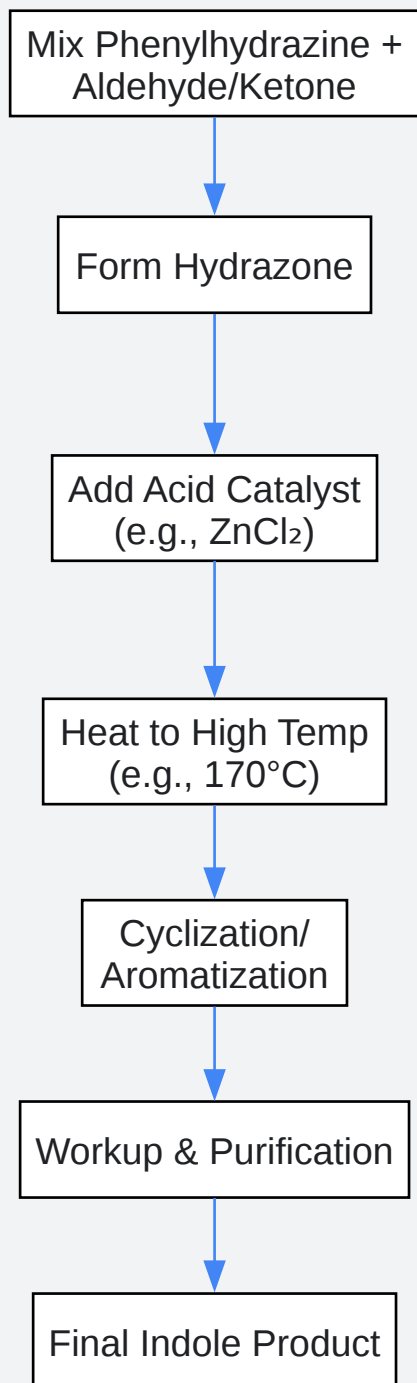 Mix Phenylhydrazine +
Aldehyde/Ketone
Form Hydrazone
Add Acid Catalyst
(e.g., ZnCl₂)
Heat to High Temp
(e.g., 170°C)
Cyclization/
Aromatization
Workup & Purification
Final Indole Product